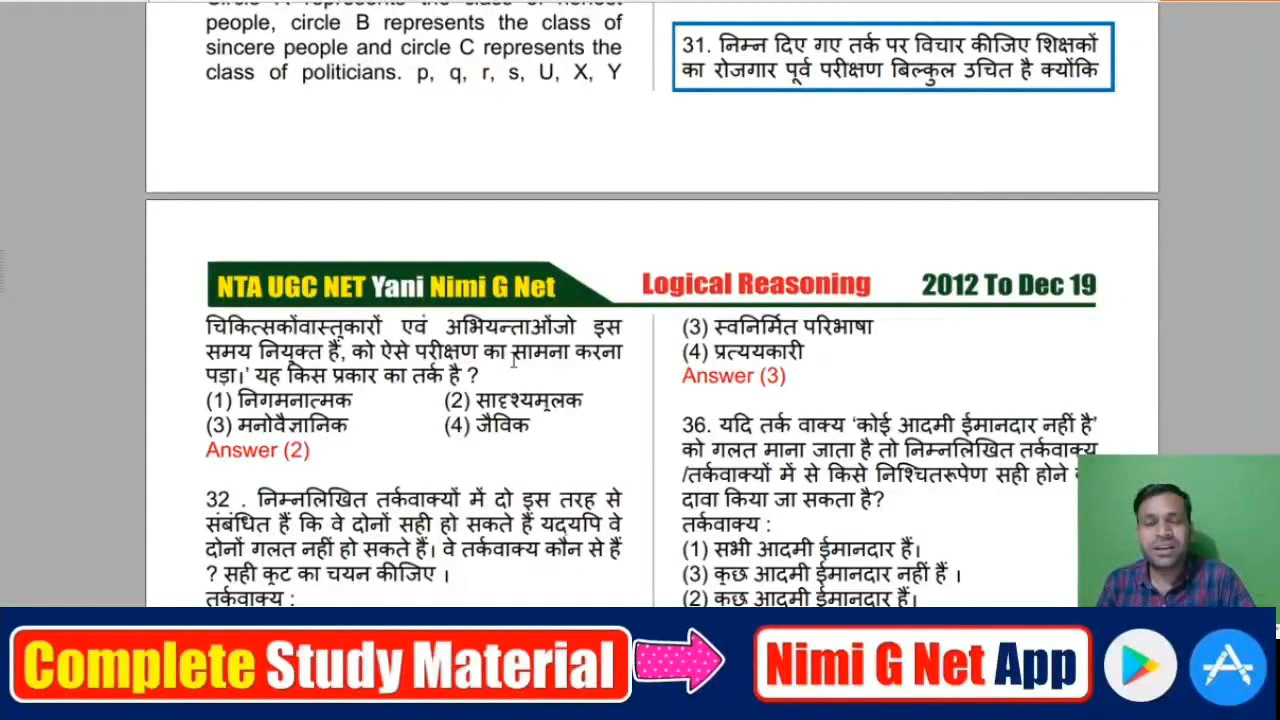 people, circle B represents the class of
sincere people and circle C represents the
class of politicians. p, q, r, s, U, X, Y
31. निम्न दिए गए तर्क पर विचार कीजिए शिक्षकों
का रोजगार पूर्व परीक्षण बिल्कुल उचित है क्योंकि
NTA UGC NET Yani Nimi G Net
Logical Reasoning
2012 To Dec 19
चिकित्सकोंवास्तुकारों एवं अभियन्ताओंजो इस
समय नियुक्त हैं, को ऐसे परीक्षण का सामना करना
पड़ा।' यह किस प्रकार का तर्क है ?
(1) निगमनात्मक (2) सादृश्यमूलक
(3) मनोवैज्ञानिक (4) जैविक
Answer (2)
32 . निम्नलिखित तर्कवाक्यों में दो इस तरह से
संबंधित हैं कि वे दोनों सही हो सकते हैं यदयपि वे
दोनों गलत नहीं हो सकते हैं। वे तर्कवाक्य कौन से हैं
? सही कूट का चयन कीजिए ।
तर्कवाक्य :
(3) स्वनिर्मित परिभाषा
(4) प्रत्ययकारी
Answer (3)
36. यदि तर्क वाक्य 'कोई आदमी ईमानदार नहीं है'
को गलत माना जाता है तो निम्नलिखित तर्कवाक्य
/तर्कवाक्यों में से किसे निश्चितरूपेण सही होने
दावा किया जा सकता है?
तर्कवाक्य :
(1) सभी आदमी ईमानदार हैं।
(3) कुछ आदमी ईमानदार नहीं हैं ।
(2) कुछ आदमी ईमानदार हैं।
Complete Study Material
Nimi G Net App